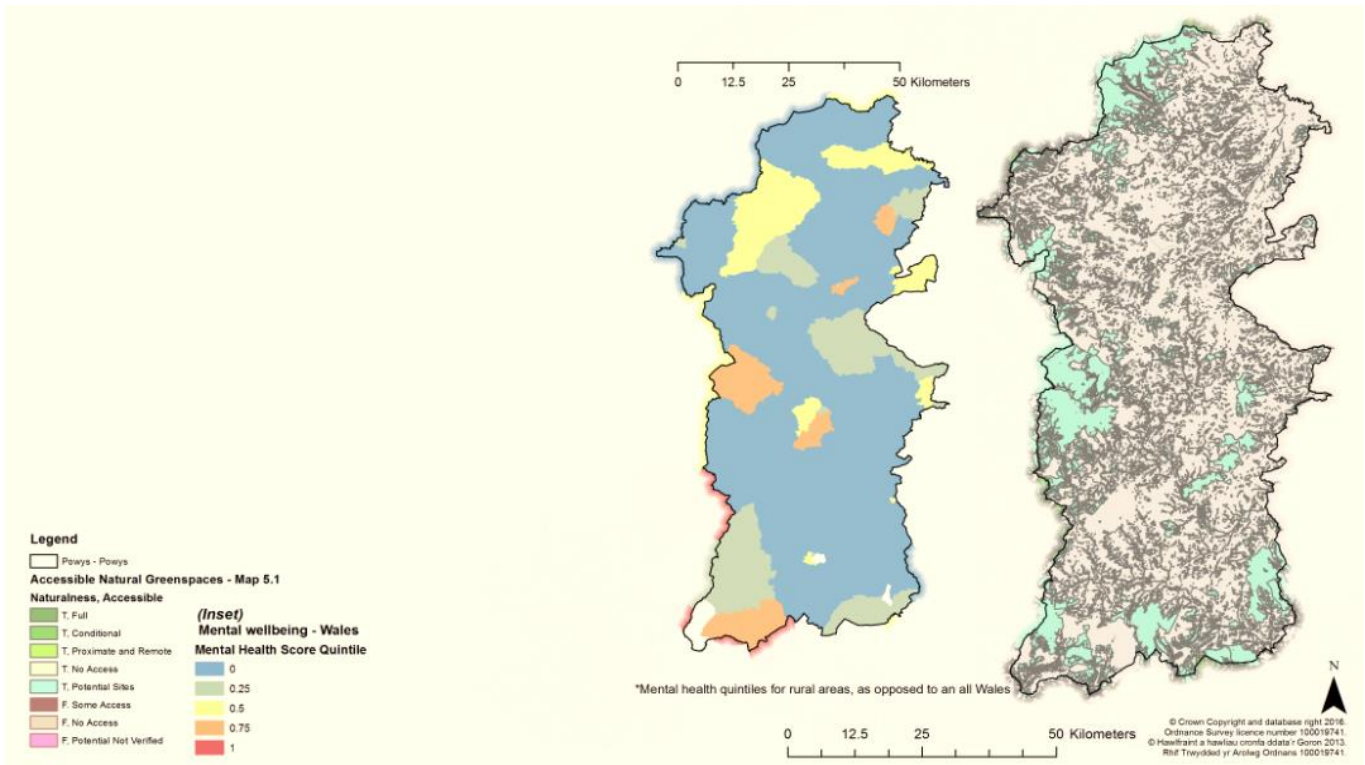 0 12.5 25 50 Kilometers
Legend
Powys - Powys
Accessible Natural Greenspaces - Map 5.1
Naturalness, Accessible
T, Full
T, Conditional
T, Proximate and Remote
T, No Access
T, Potential Sites
F, Some Access
F, No Access
F, Potential Not Verified
(Inset)
Mental wellbeing - Wales
Mental Health Score Quintile
0
0.25
0.5
0.75
1
*Mental health quintiles for rural areas, as opposed to an all Wales
0 12.5 25 50 Kilometers
N
© Crown Copyright and database right 2016.
Ordnance Survey licence number 100019741.
© Hawlfraint a hawliau cronfa ddata'r Goron 2013.
Rhif Trwydded yr Arolwg Ordnans 100019741.